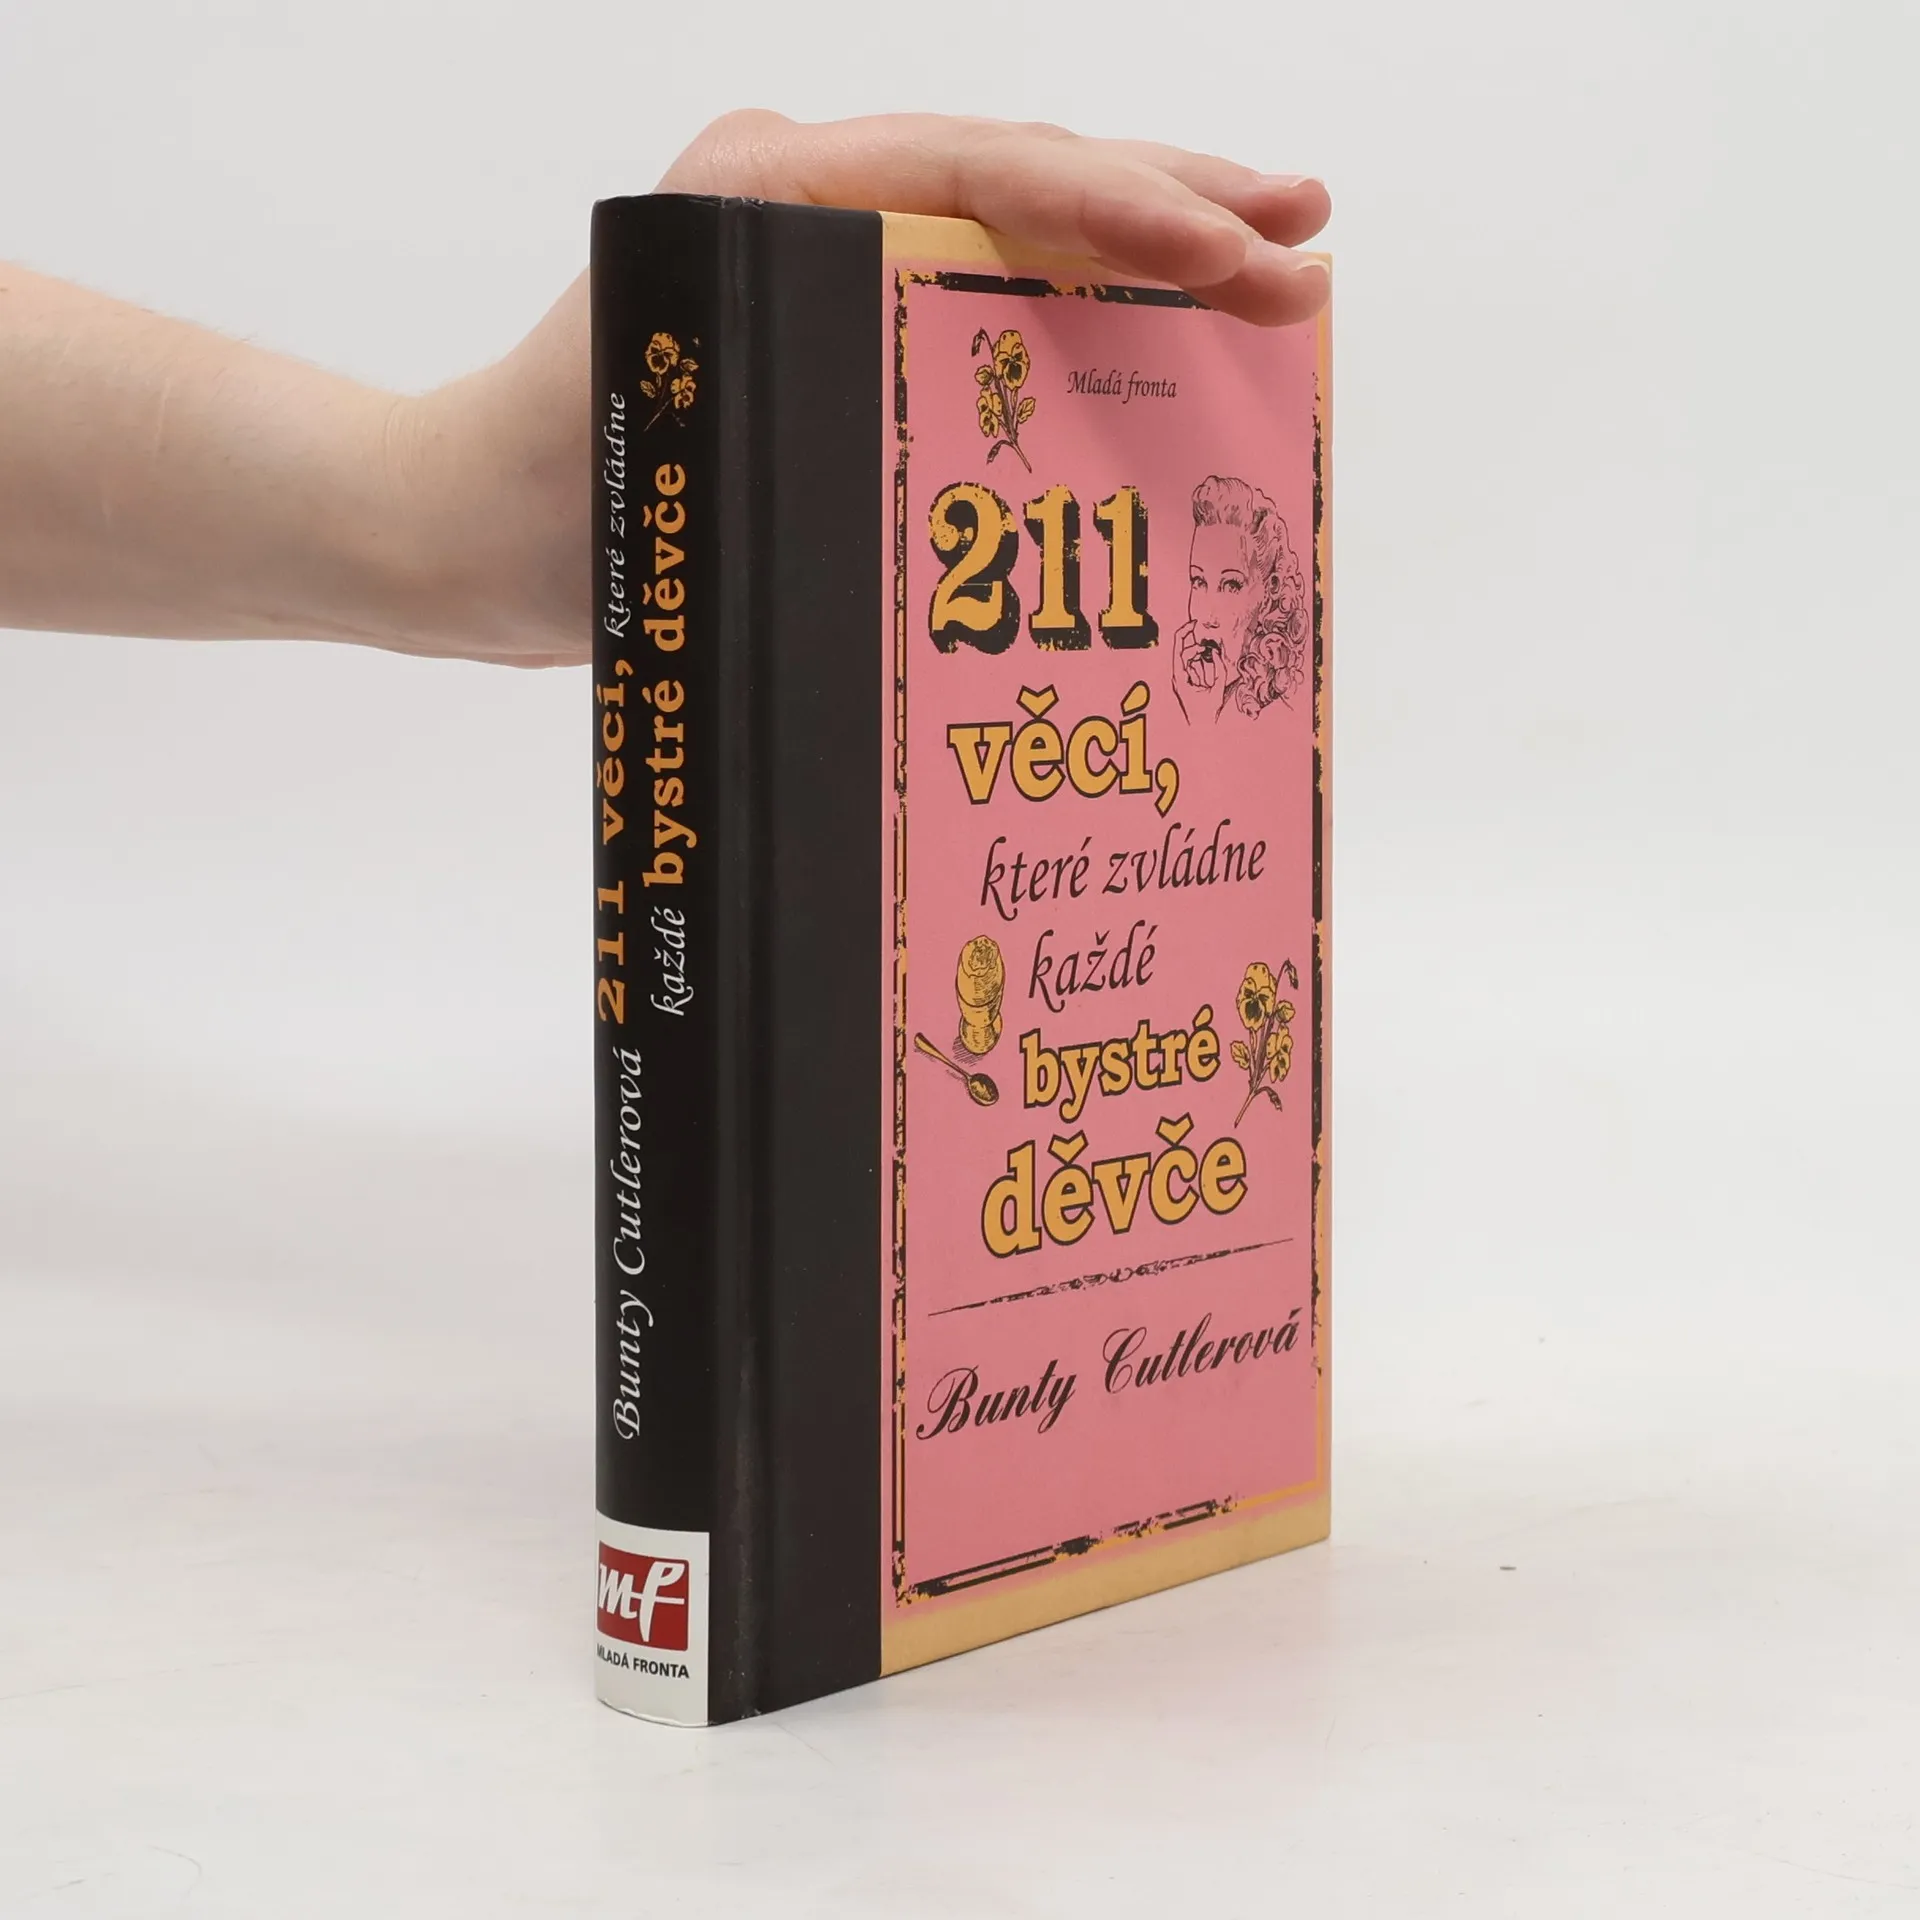 Bunty Cutlerová 211 věcí, které zvládne
každé bystré děvče
mf
MLADÁ FRONTA
Mladá fronta
211
věcí,
které zvládne
každé
bystré
děvče
Bunty Cutlerová